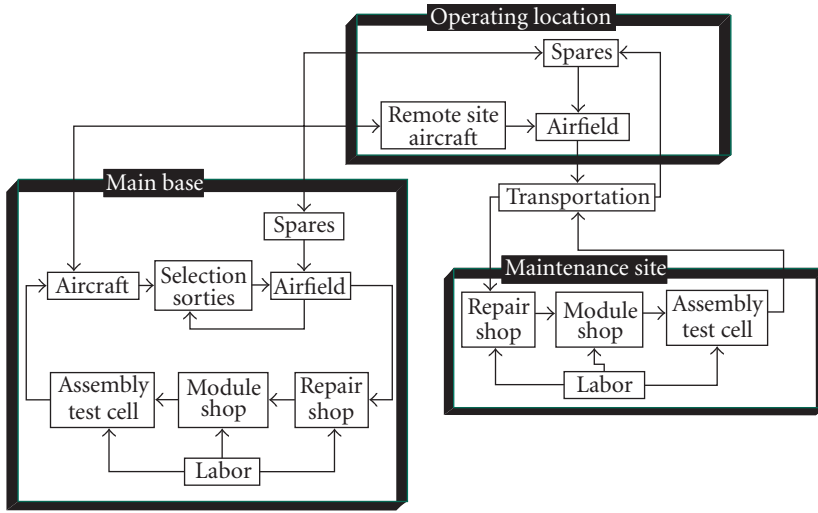 Operating location
Spares
Remote site
aircraft
Airfield
Transportation
Main base
Spares
Aircraft
Selection
sorties
Airfield
Assembly
test cell
Module
shop
Repair
shop
Labor
Maintenance site
Repair
shop
Module
shop
Assembly
test cell
Labor